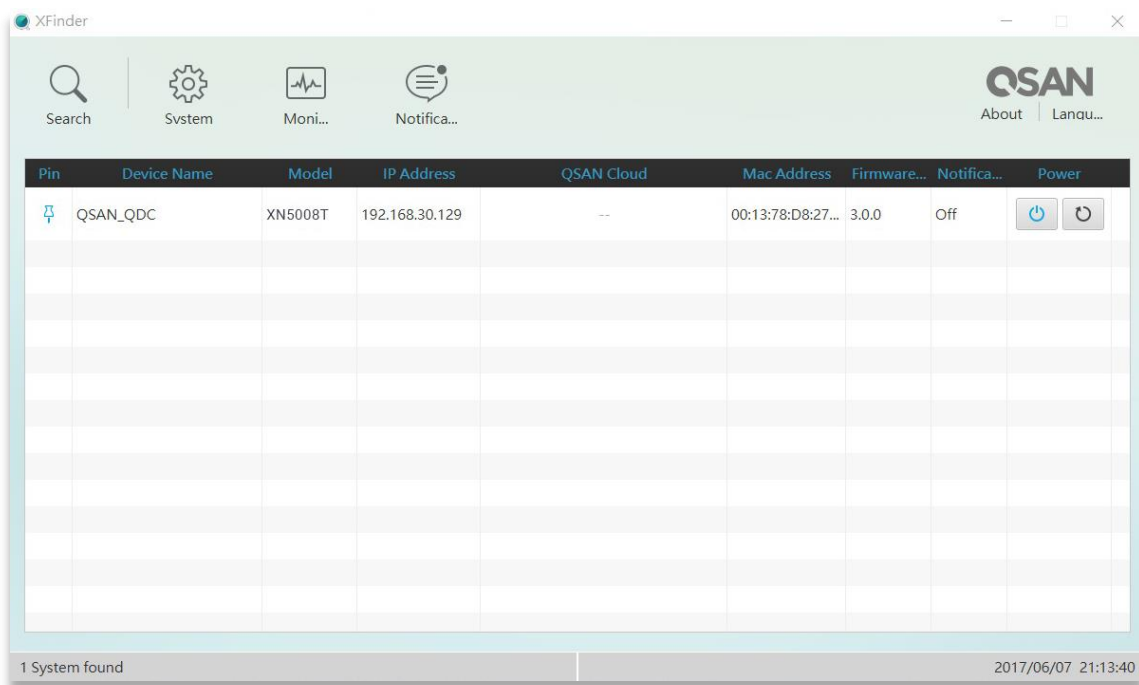 XFinder
Search
System
Moni...
Notifica...
QSAN
About
Langu...
Pin Device Name Model IP Address QSAN Cloud Mac Address Firmware... Notifica... Power
QSAN_QDC XN5008T 192.168.30.129 -- 00:13:78:D8:27... 3.0.0 Off
1 System found
2017/06/07 21:13:40